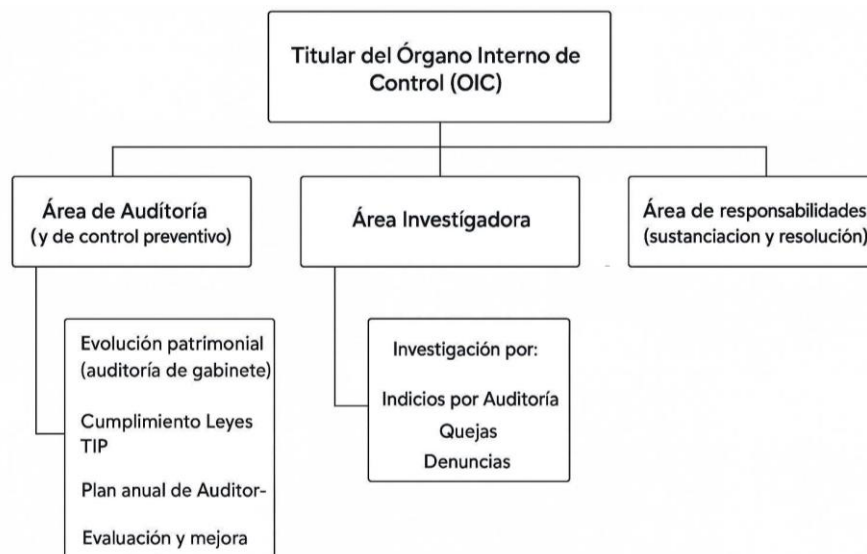 Titular del Órgano Interno de
Control (OIC)
Área de Audítoría
(y de control preventivo)
Área Investígadora
Área de responsabilidades
(sustanciacion y resolución)
Evolución patrimonial
(auditoría de gabinete)
Cumplimiento Leyes
TIP
Plan anual de Auditor-
Evaluación y mejora
Investigación por:
Indicios por Auditoría
Quejas
Denuncias